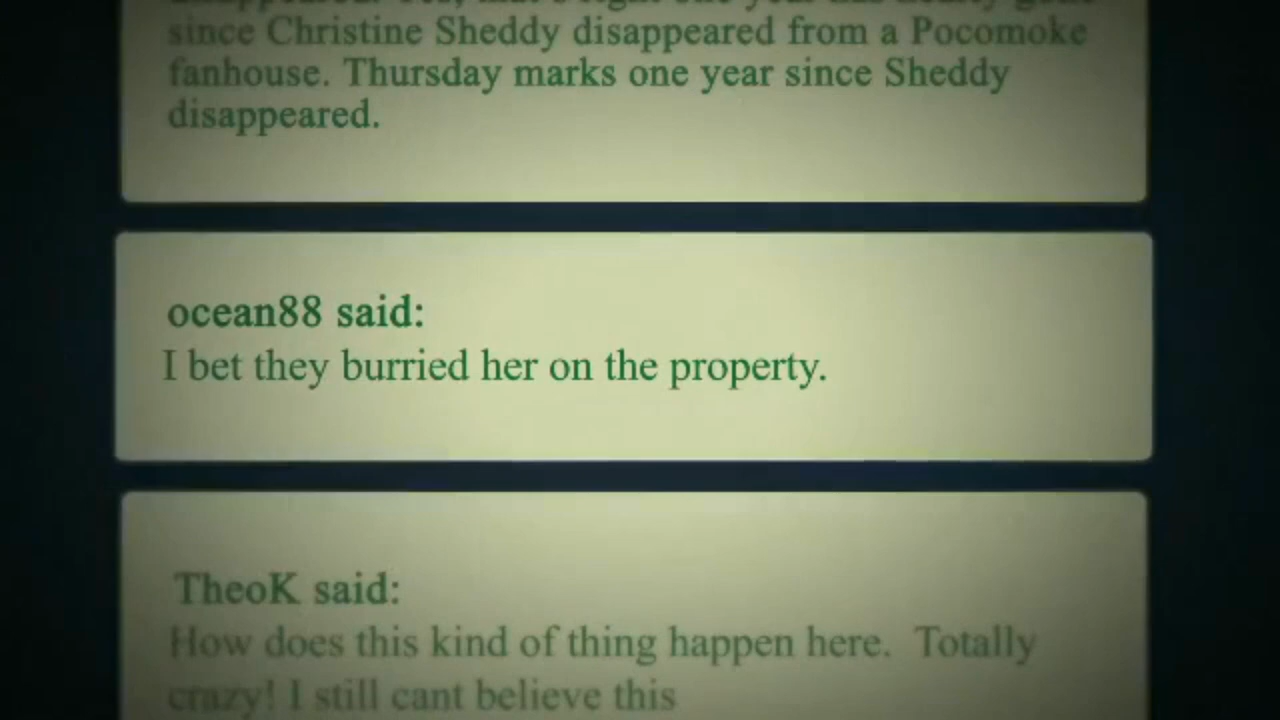 since Christine Sheddy disappeared from a Pocomoke
fanhouse. Thursday marks one year since Sheddy
disappeared.
ocean88 said:
I bet they burried her on the property.
TheoK said:
How does this kind of thing happen here. Totally
crazy! I still cant believe this